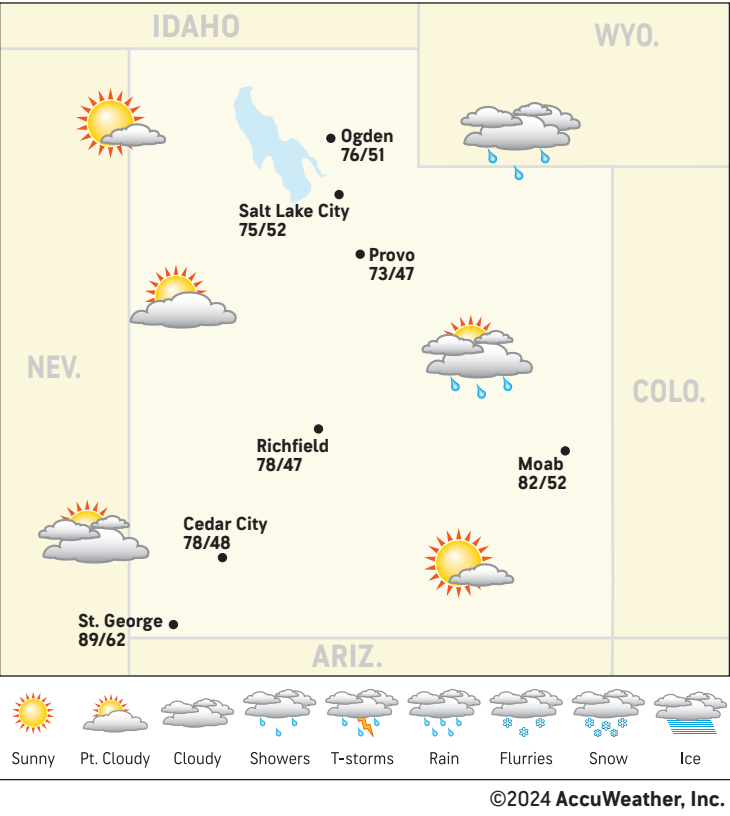 IDAHO
WYO.
Ogden
76/51
Salt Lake City
75/52
Provo
73/47
NEV.
COLO.
Richfield
78/47
Moab
82/52
Cedar City
78/48
St. George
89/62
ARIZ.
Sunny Pt. Cloudy Cloudy Showers T-storms Rain Flurries Snow Ice
©2024 AccuWeather, Inc.